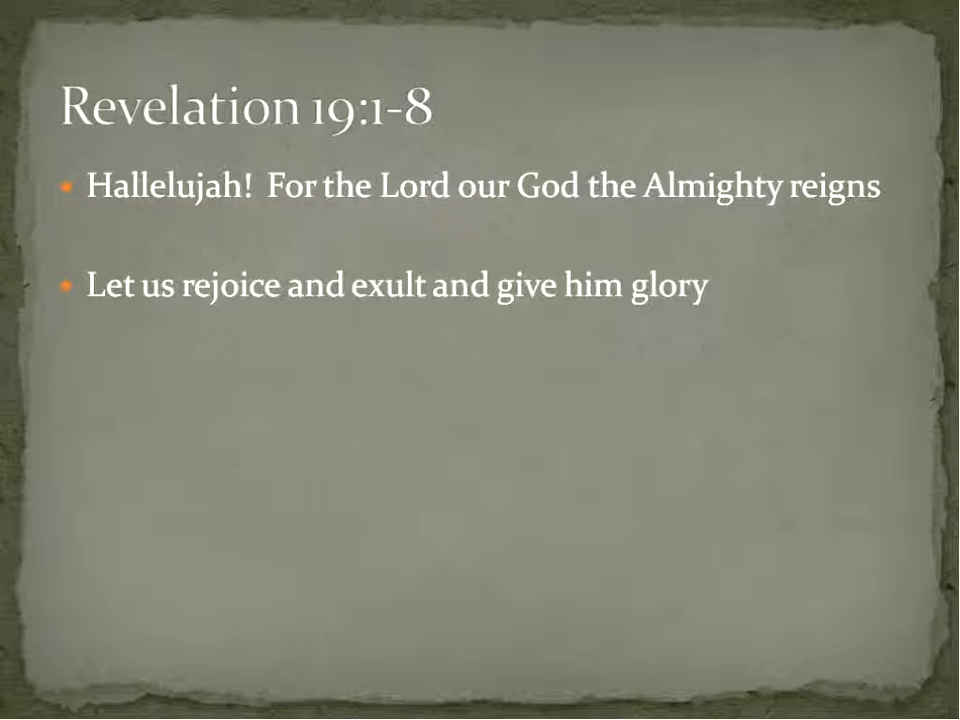 Revelation 19:1-8
• Hallelujah!  For the Lord our God the Almighty reigns
• Let us rejoice and exult and give him glory